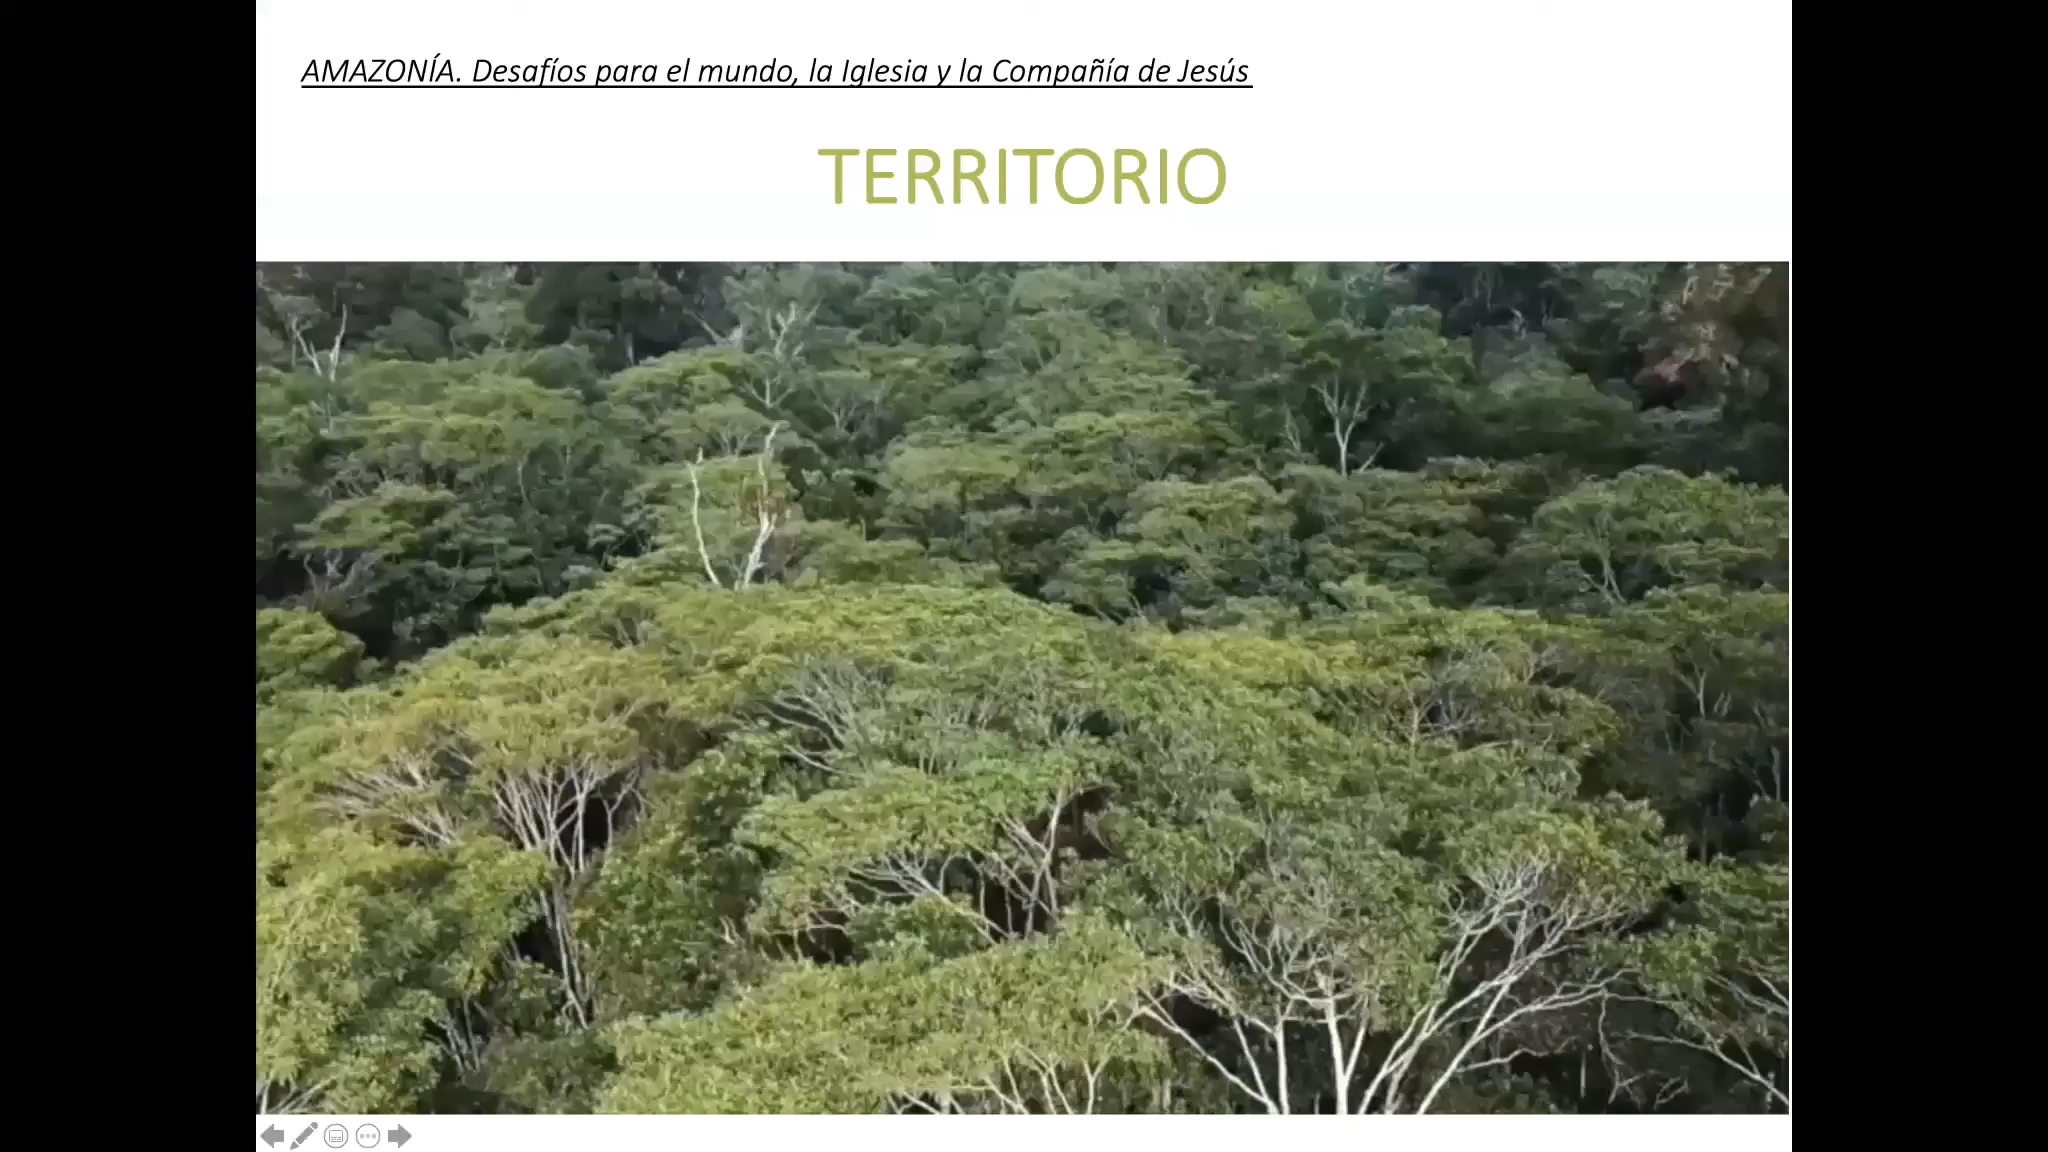 AMAZONÍA. Desafíos para el mundo, la Iglesia y la Compañía de Jesús
TERRITORIO